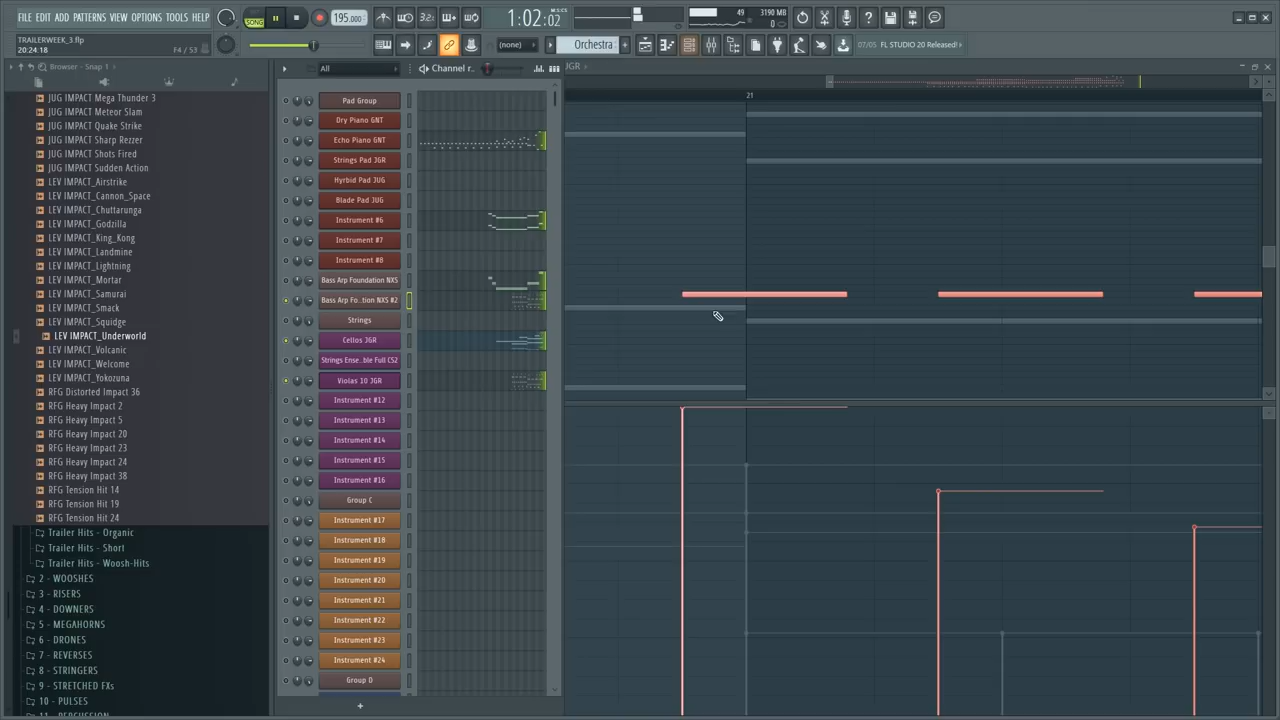 FILE EDIT ADD PATTERNS VIEW OPTIONS TOOLS HELP
SONG
195.000
3.2.
1:02:02
B:S:T
49
3190 MB
0
TRAILERWEEK_3.flp
20:24:18
F4 / 53
(none)
Orchestra
07/05 FL STUDIO 20 Released!
Browser - Snap 1
All
Channel r..
JGR
21
JUG IMPACT Mega Thunder 3
JUG IMPACT Meteor Slam
JUG IMPACT Quake Strike
JUG IMPACT Sharp Rezzer
JUG IMPACT Shots Fired
JUG IMPACT Sudden Action
LEV IMPACT_Airstrike
LEV IMPACT_Cannon_Space
LEV IMPACT_Chuttarunga
LEV IMPACT_Godzilla
LEV IMPACT_King_Kong
LEV IMPACT_Landmine
LEV IMPACT_Lightning
LEV IMPACT_Mortar
LEV IMPACT_Samurai
LEV IMPACT_Smack
LEV IMPACT_Squidge
LEV IMPACT_Underworld
LEV IMPACT_Volcanic
LEV IMPACT_Welcome
LEV IMPACT_Yokozuna
RFG Distorted Impact 36
RFG Heavy Impact 2
RFG Heavy Impact 5
RFG Heavy Impact 20
RFG Heavy Impact 23
RFG Heavy Impact 24
RFG Heavy Impact 38
RFG Tension Hit 14
RFG Tension Hit 19
RFG Tension Hit 24
Trailer Hits - Organic
Trailer Hits - Short
Trailer Hits - Woosh-Hits
2 - WOOSHES
3 - RISERS
4 - DOWNERS
5 - MEGAHORNS
6 - DRONES
7 - REVERSES
8 - STRINGERS
9 - STRETCHED FXs
10 - PULSES
11 - PERCUSSION
Pad Group
Dry Piano GNT
Echo Piano GNT
Strings Pad JGR
Hyrbid Pad JUG
Blade Pad JUG
Instrument #6
Instrument #7
Instrument #8
Bass Arp Foundation NXS
Bass Arp Fo...tion NXS #2
Strings
Cellos JGR
Strings Ense...ble Full CS2
Violas 10 JGR
Instrument #12
Instrument #13
Instrument #14
Instrument #15
Instrument #16
Group C
Instrument #17
Instrument #18
Instrument #19
Instrument #20
Instrument #21
Instrument #22
Instrument #23
Instrument #24
Group D